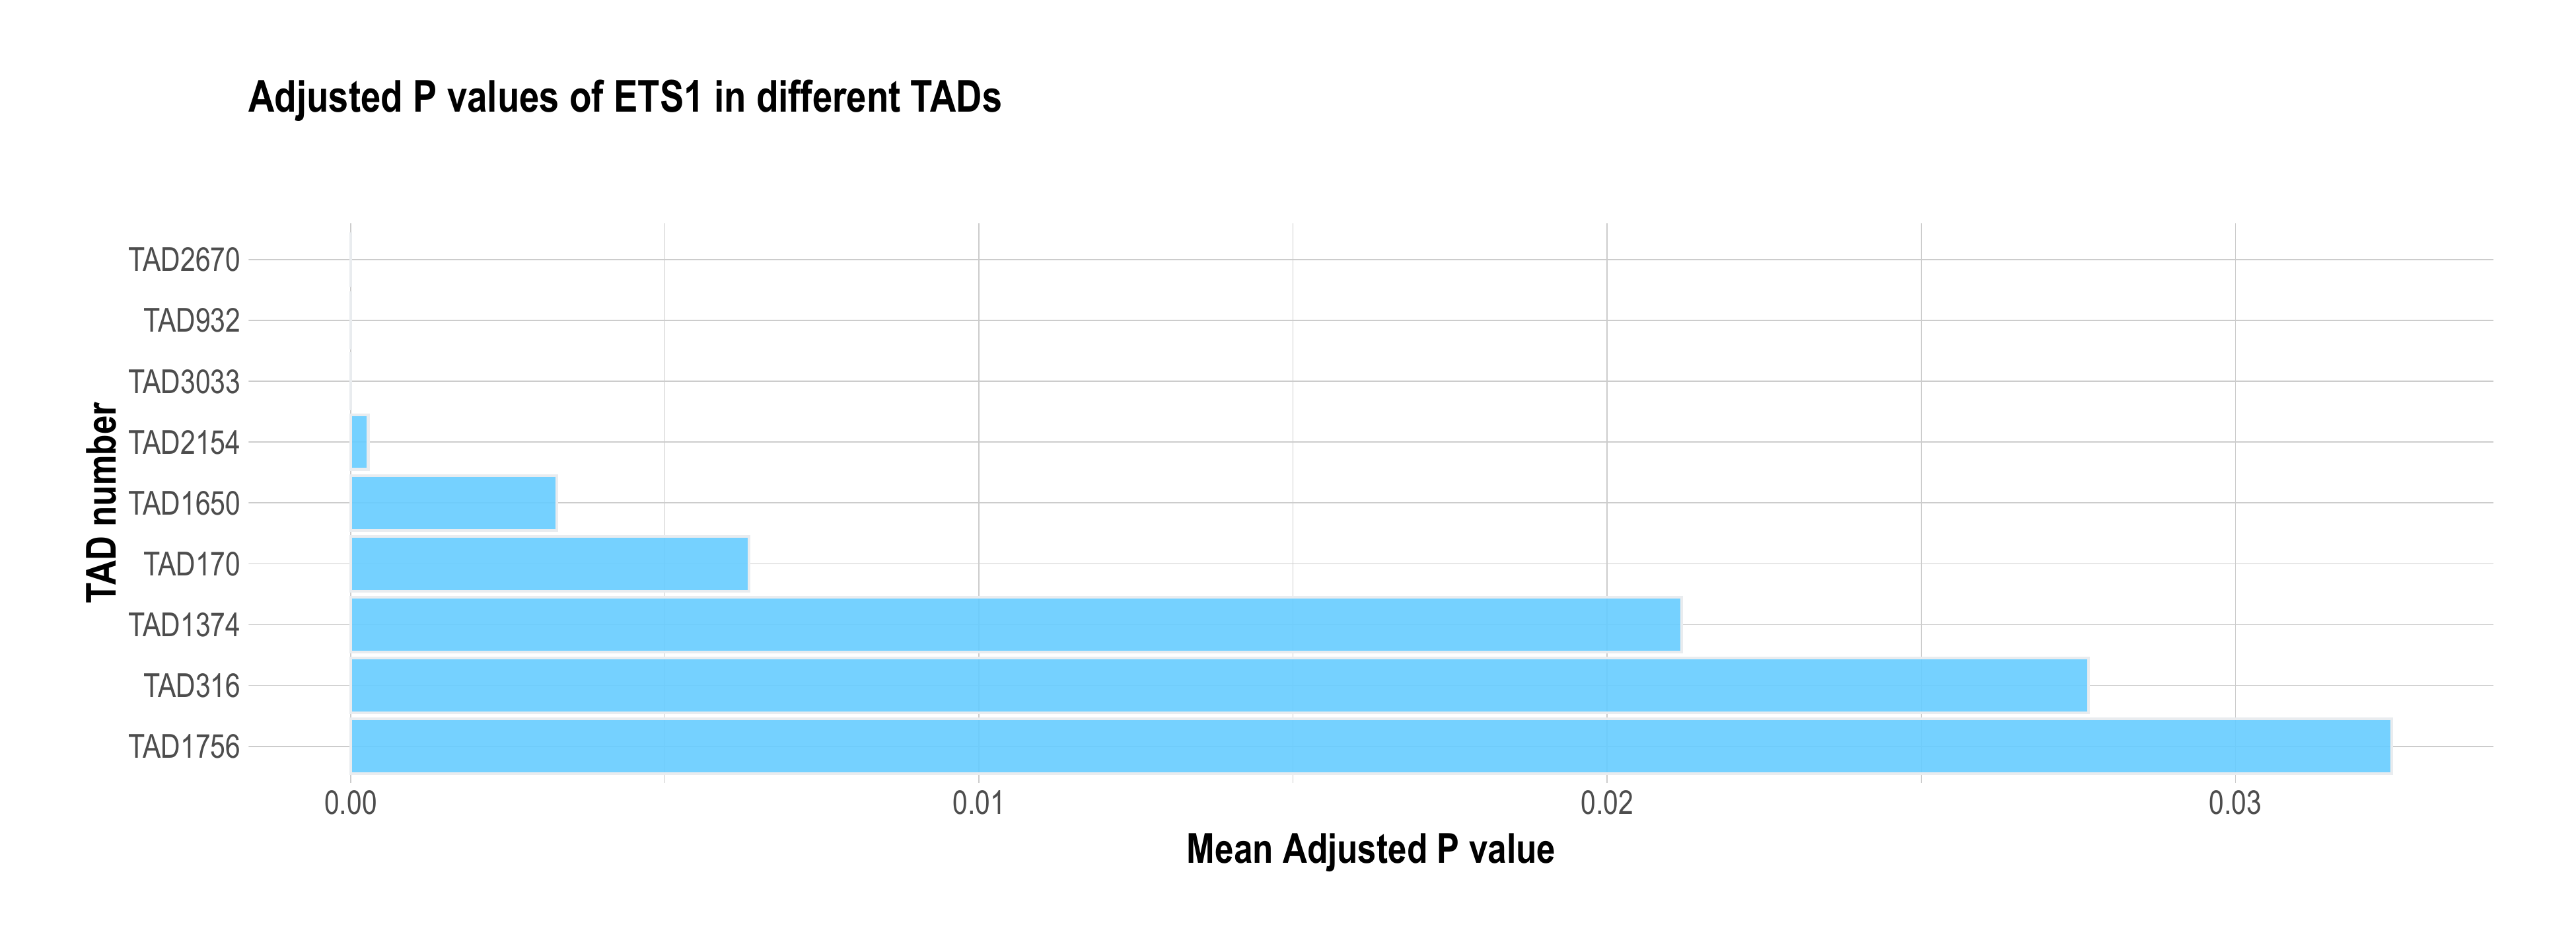 Adjusted P values of ETS1 in different TADs
TAD number
TAD2670
TAD932
TAD3033
TAD2154
TAD1650
TAD170
TAD1374
TAD316
TAD1756
0.00 0.01 0.02 0.03
Mean Adjusted P value